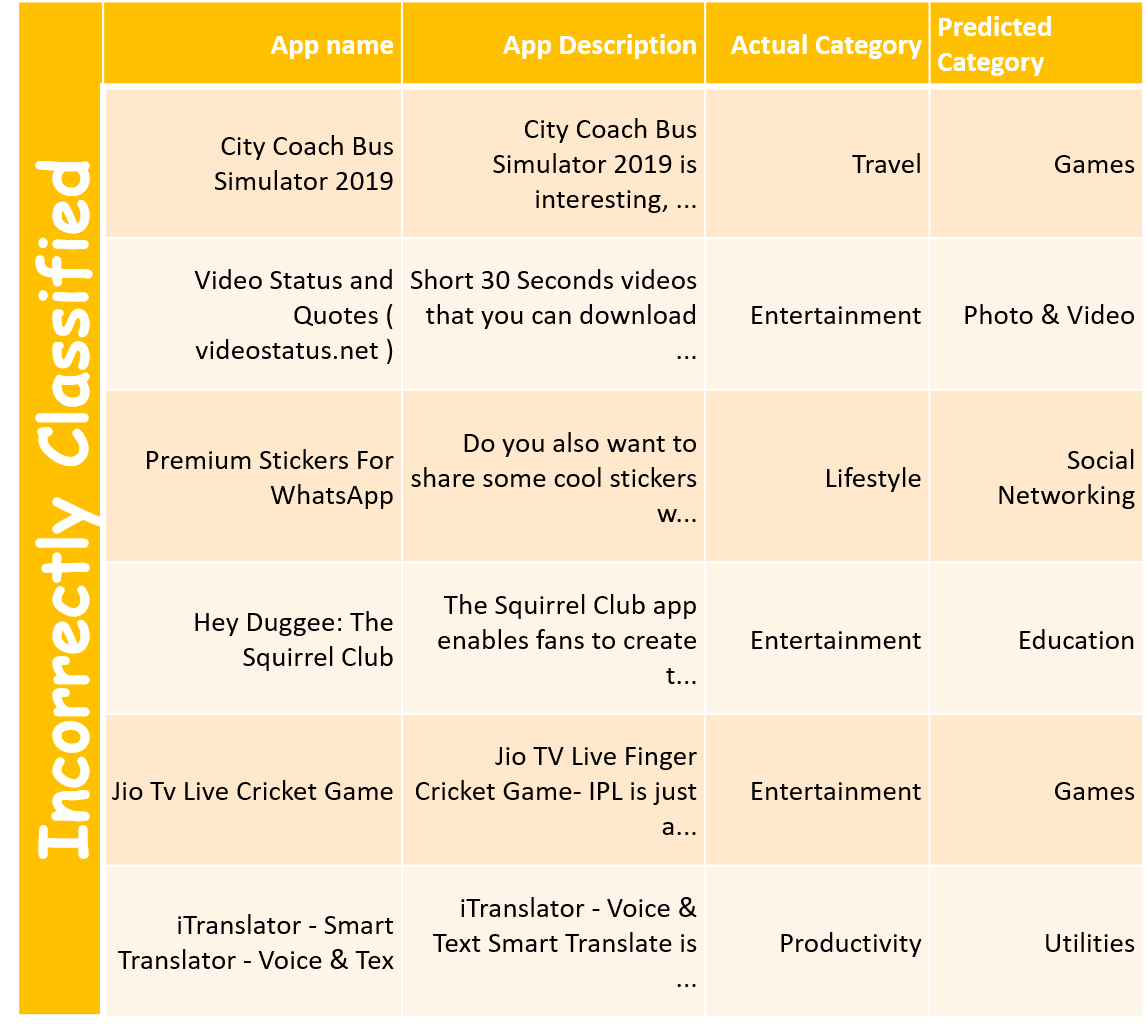 Incorrectly Classified
App name
App Description
Actual Category
Predicted
Category
City Coach Bus
Simulator 2019
City Coach Bus
Simulator 2019 is
interesting, ...
Travel
Games
Video Status and
Quotes (
videostatus.net )
Short 30 Seconds videos
that you can download
...
Entertainment
Photo & Video
Premium Stickers For
WhatsApp
Do you also want to
share some cool stickers
w...
Lifestyle
Social
Networking
Hey Duggee: The
Squirrel Club
The Squirrel Club app
enables fans to create
t...
Entertainment
Education
Jio Tv Live Cricket Game
Jio TV Live Finger
Cricket Game- IPL is just
a...
Entertainment
Games
iTranslator - Smart
Translator - Voice & Tex
iTranslator - Voice &
Text Smart Translate is
...
Productivity
Utilities